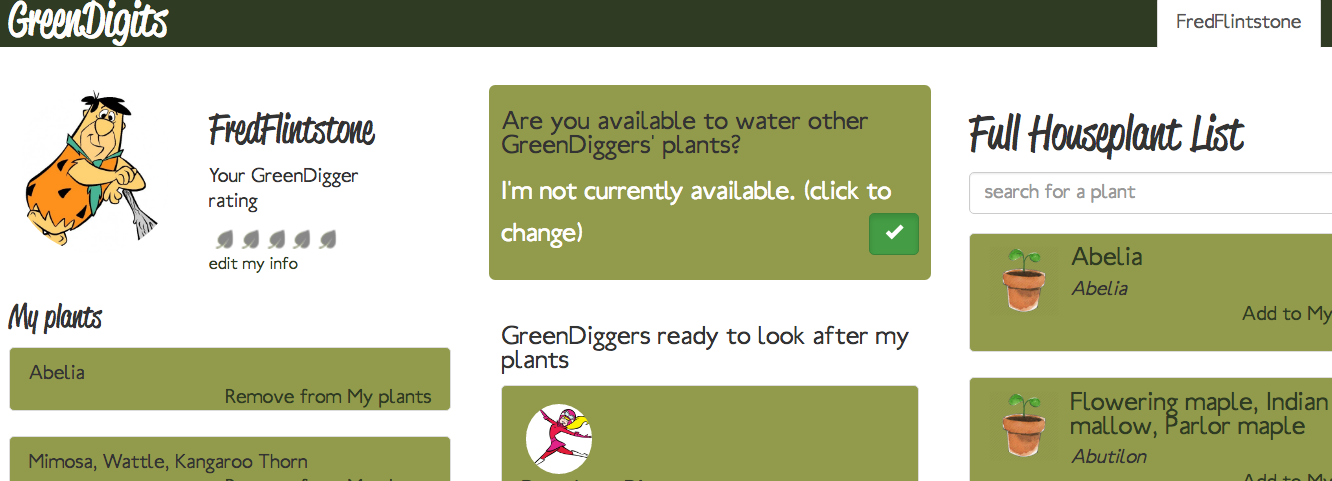 GreenDigits
FredFlintstone
FredFlintstone
Your GreenDigger
rating
edit my info
My plants
Abelia
Remove from My plants
Mimosa, Wattle, Kangaroo Thorn
Are you available to water other
GreenDiggers' plants?
I'm not currently available. (click to
change)
GreenDiggers ready to look after my
plants
Full Houseplant List
search for a plant
Abelia
Abelia
Add to My
Flowering maple, Indian
mallow, Parlor maple
Abutilon
Add to My